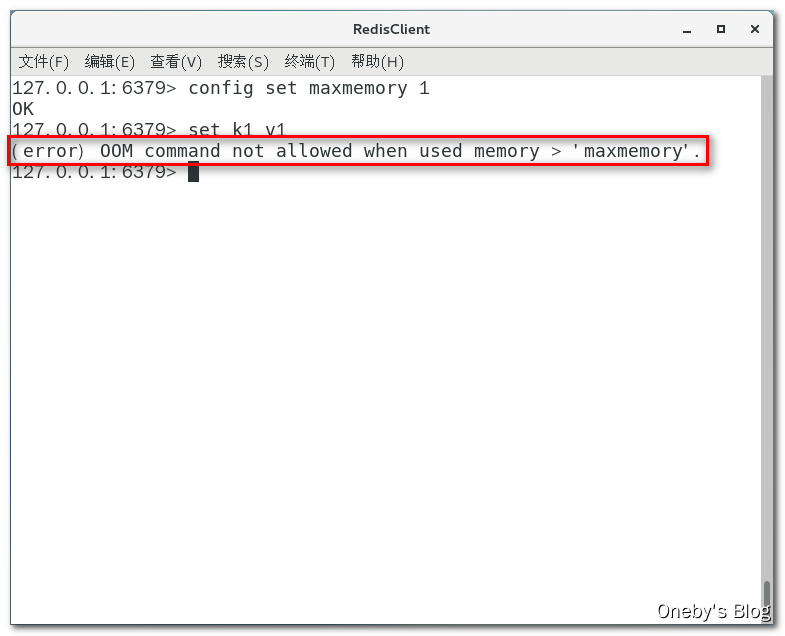 RedisClient
文件(F) 编辑(E) 查看(V) 搜索(S) 终端(T) 帮助(H)
127.0.0.1:6379> config set maxmemory 1
OK
127.0.0.1:6379> set k1 v1
(error) OOM command not allowed when used memory > 'maxmemory'.
127.0.0.1:6379>
Oneby's Blog